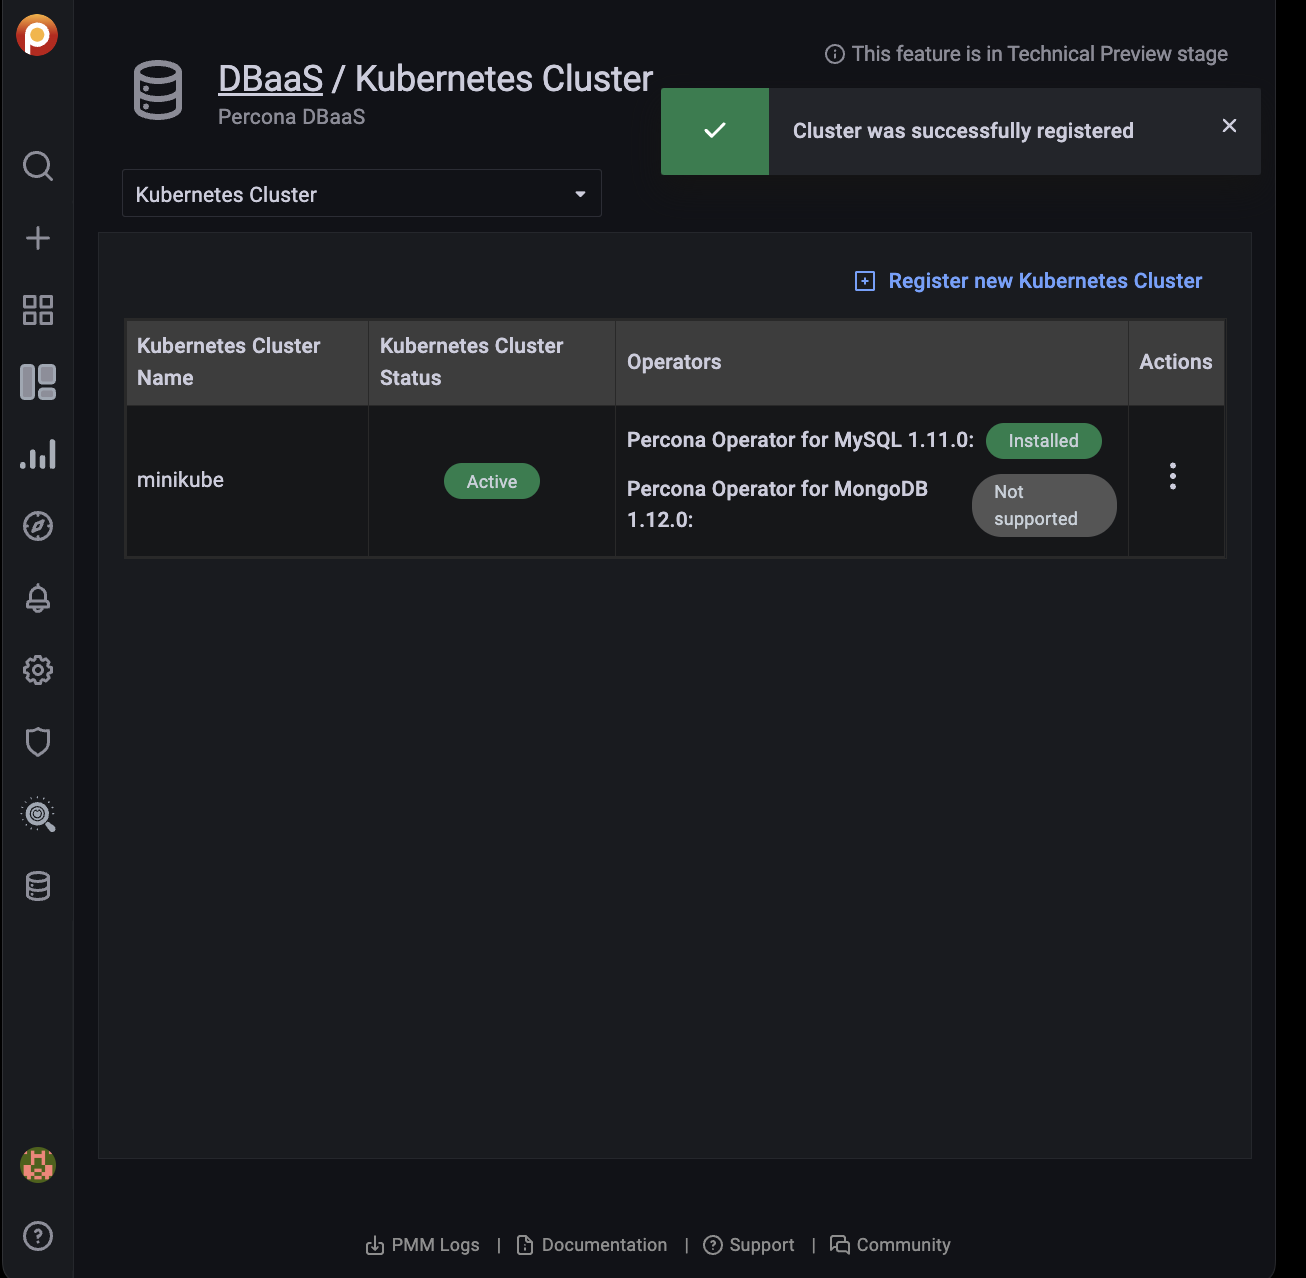 This feature is in Technical Preview stage
DBaaS / Kubernetes Cluster
Percona DBaaS
Cluster was successfully registered
Kubernetes Cluster
Register new Kubernetes Cluster
Kubernetes Cluster
Name
Kubernetes Cluster
Status
Operators
Actions
minikube
Active
Percona Operator for MySQL 1.11.0:
Installed
Percona Operator for MongoDB
1.12.0:
Not
supported
PMM Logs | Documentation | Support | Community